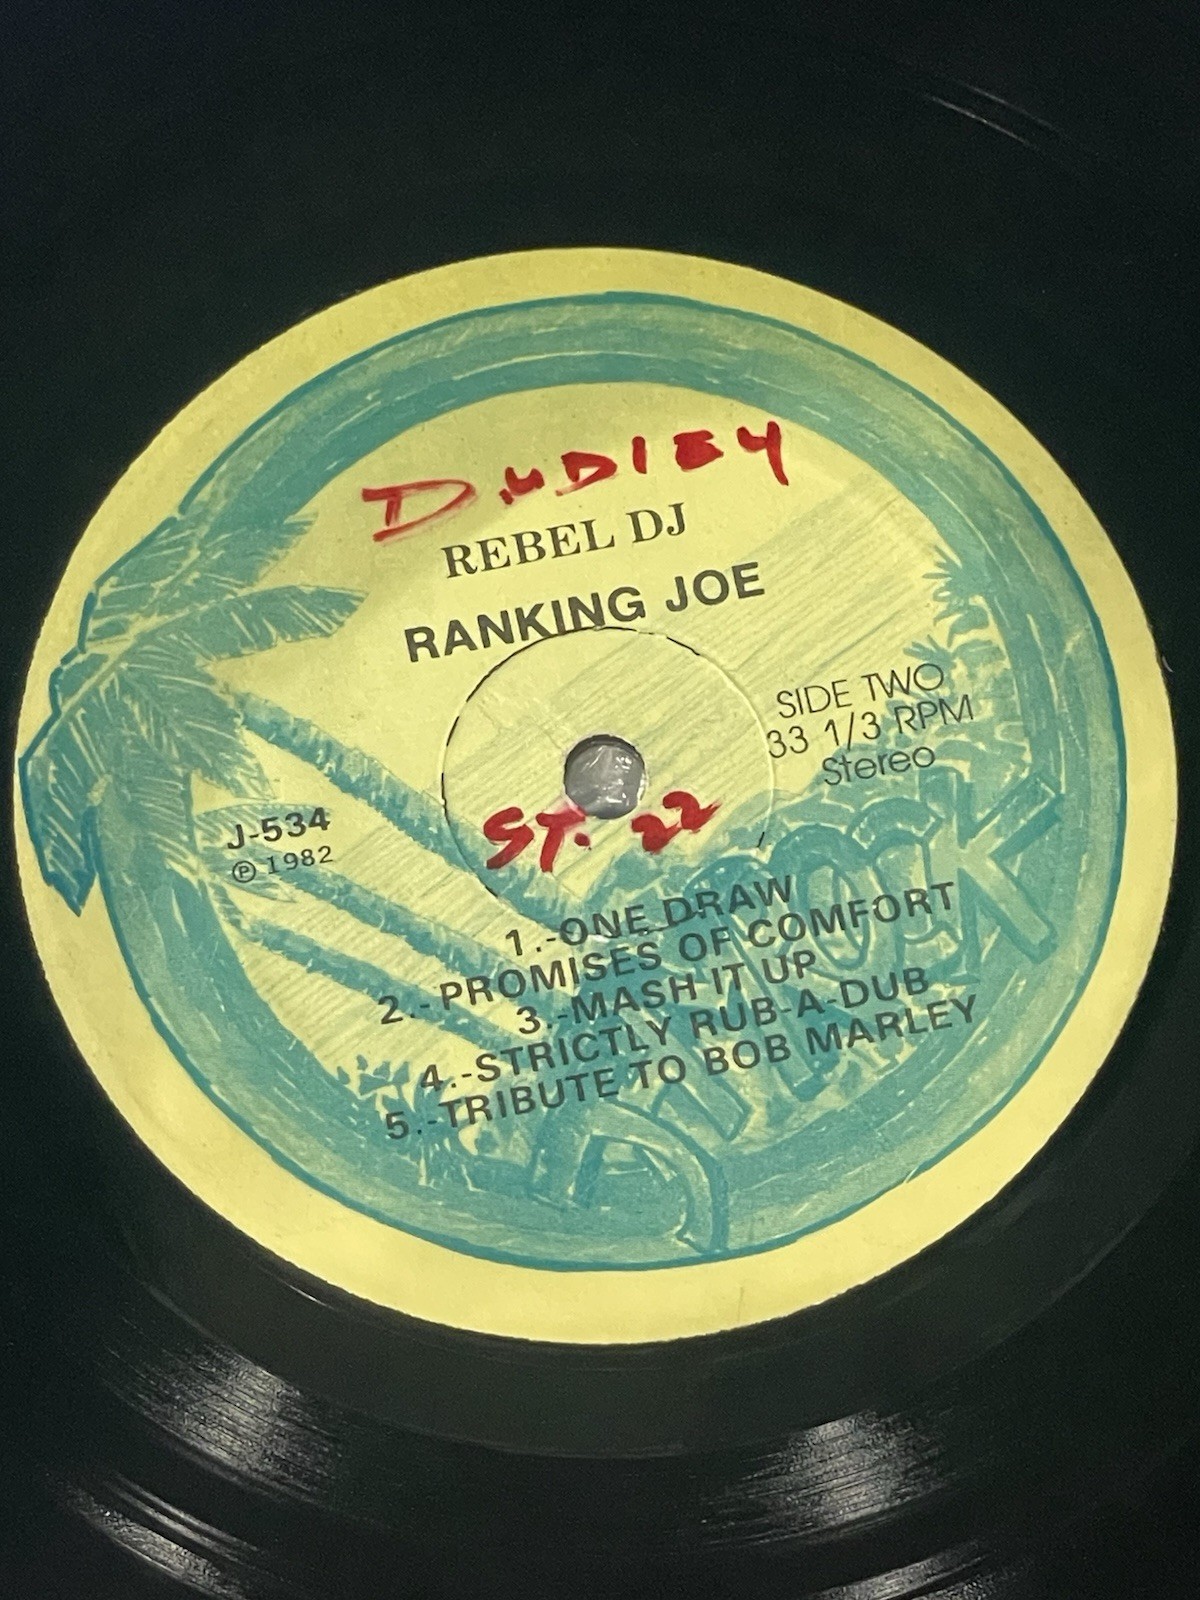 DUDLEY
REBEL DJ
RANKING JOE
SIDE TWO
33 1/3 RPM
Stereo
J-534
℗ 1982
ST. 22
1.-ONE DRAW
2.-PROMISES OF COMFORT
3.-MASH IT UP
4.-STRICTLY RUB-A-DUB
5.-TRIBUTE TO BOB MARLEY